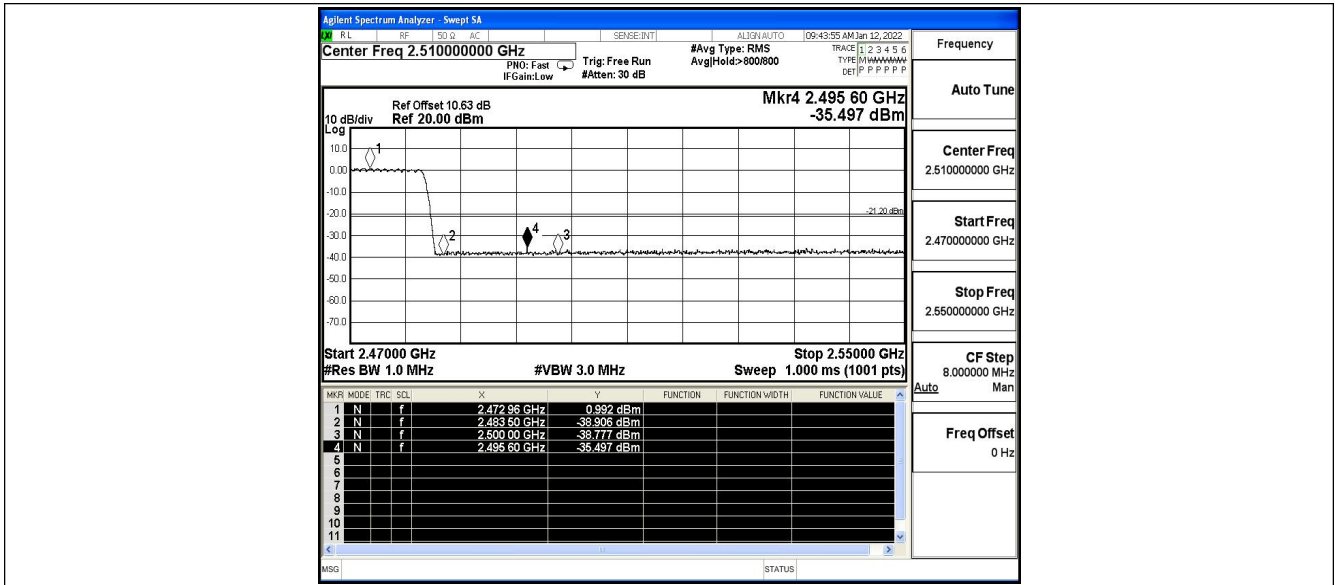 Agilent Spectrum Analyzer - Swept SA
LXI RL RF 50 Ω AC SENSE:INT ALIGNAUTO 09:43:55 AM Jan 12, 2022
Center Freq 2.510000000 GHz
PNO: Fast
IFGain:Low
Trig: Free Run
#Atten: 30 dB
#Avg Type: RMS
Avg|Hold:>800/800
TRACE 1 2 3 4 5 6
TYPE M
DET P P P P P P
Ref Offset 10.63 dB
Ref 20.00 dBm
10 dB/div
Log
Mkr4 2.495 60 GHz
-35.497 dBm
10.0
0.00
-10.0
-20.0
-30.0
-40.0
-50.0
-60.0
-70.0
1
2
4
3
-21.20 dBm
Start 2.47000 GHz Stop 2.55000 GHz
#Res BW 1.0 MHz #VBW 3.0 MHz Sweep 1.000 ms (1001 pts)
MKR MODE TRC SCL X Y FUNCTION FUNCTION WIDTH FUNCTION VALUE
1 N f 2.472 96 GHz 0.992 dBm
2 N f 2.483 50 GHz -38.906 dBm
3 N f 2.500 00 GHz -38.777 dBm
4 N f 2.495 60 GHz -35.497 dBm
5
6
7
8
9
10
11
MSG STATUS
Frequency
Auto Tune
Center Freq
2.510000000 GHz
Start Freq
2.470000000 GHz
Stop Freq
2.550000000 GHz
CF Step
8.000000 MHz
Auto Man
Freq Offset
0 Hz